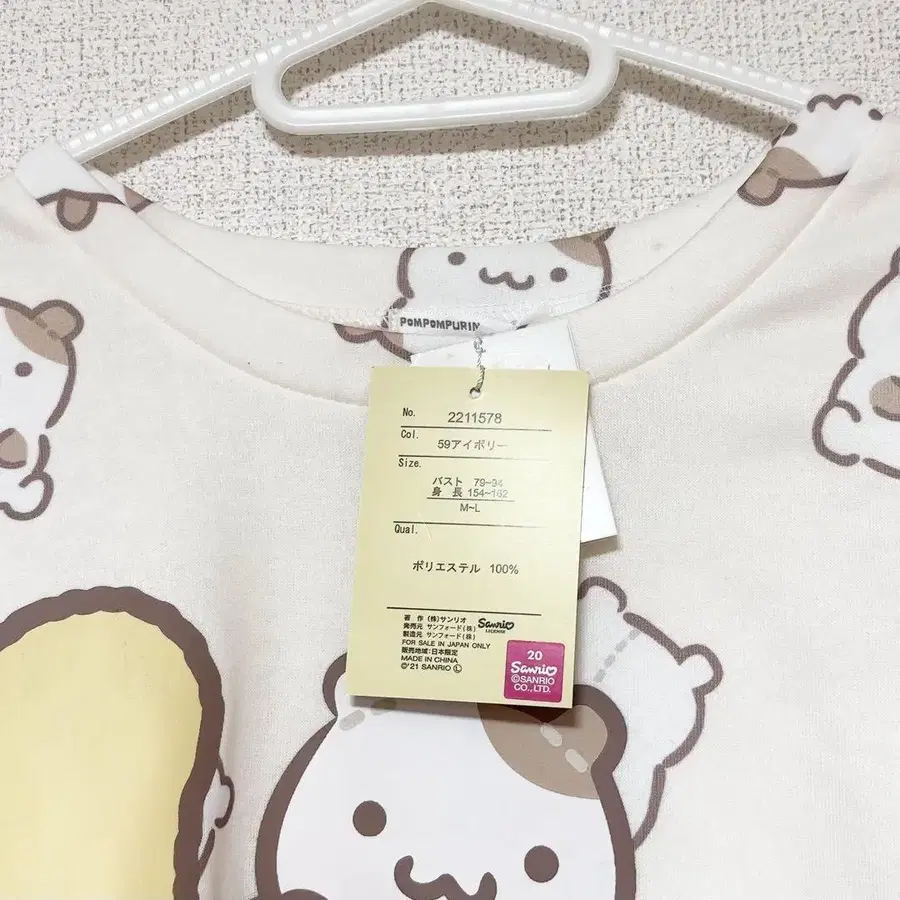 POMPOMPURIN
No. 2211578
Col. 59アイボリー
Size.
バスト 79~94
身 長 154~162
M~L
Qual.
ポリエステル 100%
著 作 (株)サンリオ
発売元 サンフォード(株)
製造元 サンフォード(株)
Sanrio
LICENSE
FOR SALE IN JAPAN ONLY
販売地域:日本限定
MADE IN CHINA
©'21 SANRIO Ⓛ
20
Sanrio
©SANRIO
CO., LTD.